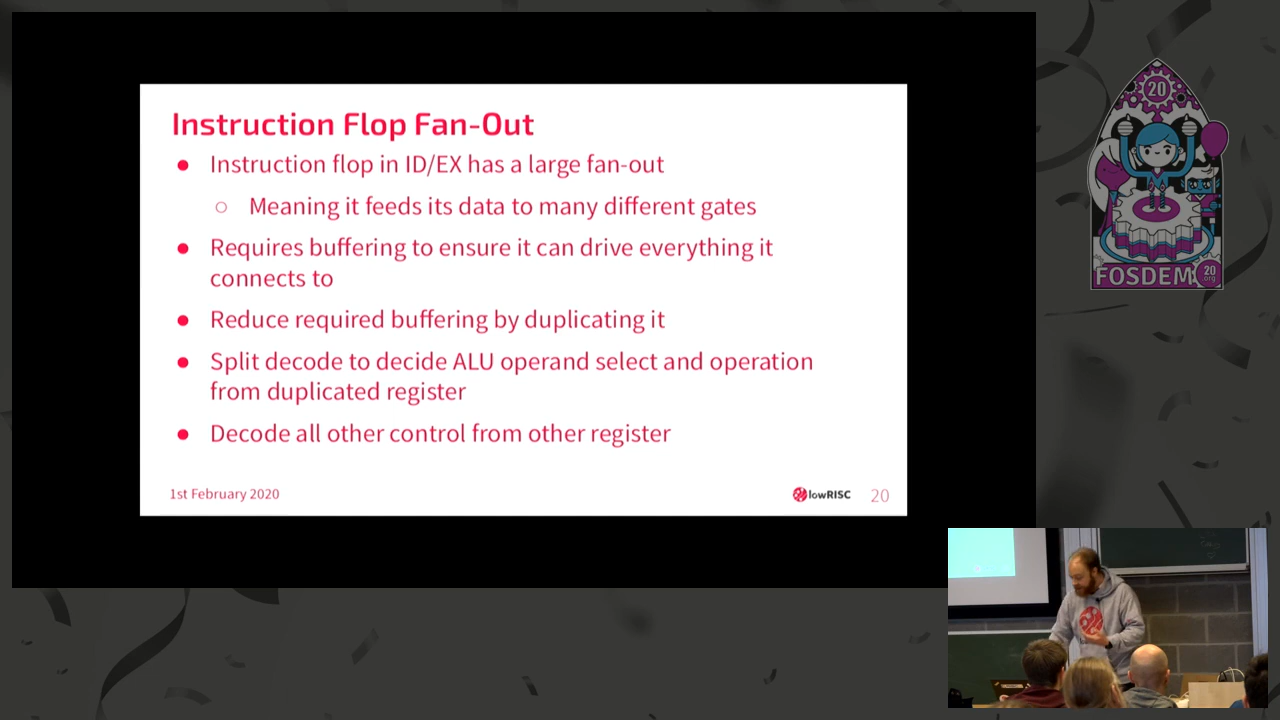 Instruction Flop Fan-Out
● Instruction flop in ID/EX has a large fan-out
○ Meaning it feeds its data to many different gates
● Requires buffering to ensure it can drive everything it
connects to
● Reduce required buffering by duplicating it
● Split decode to decide ALU operand select and operation
from duplicated register
● Decode all other control from other register
1st February 2020
lowRISC
20
20
FOSDEM
20
.org